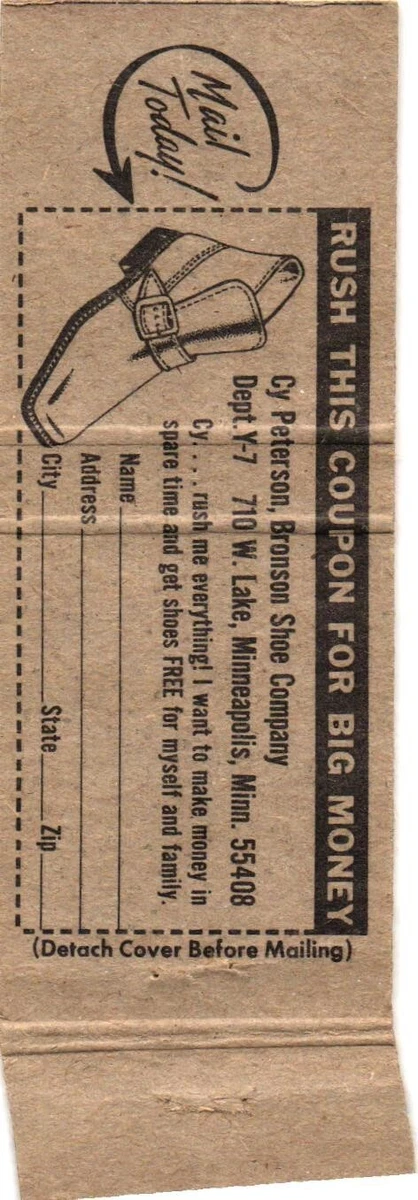 Mail
Today!
RUSH THIS COUPON FOR BIG MONEY
Cy Peterson, Bronson Shoe Company
Dept.Y-7 710 W. Lake, Minneapolis, Minn. 55408
Cy. . . rush me everything! I want to make money in
spare time and get shoes FREE for myself and family.
Name
Address
City State Zip
(Detach Cover Before Mailing)